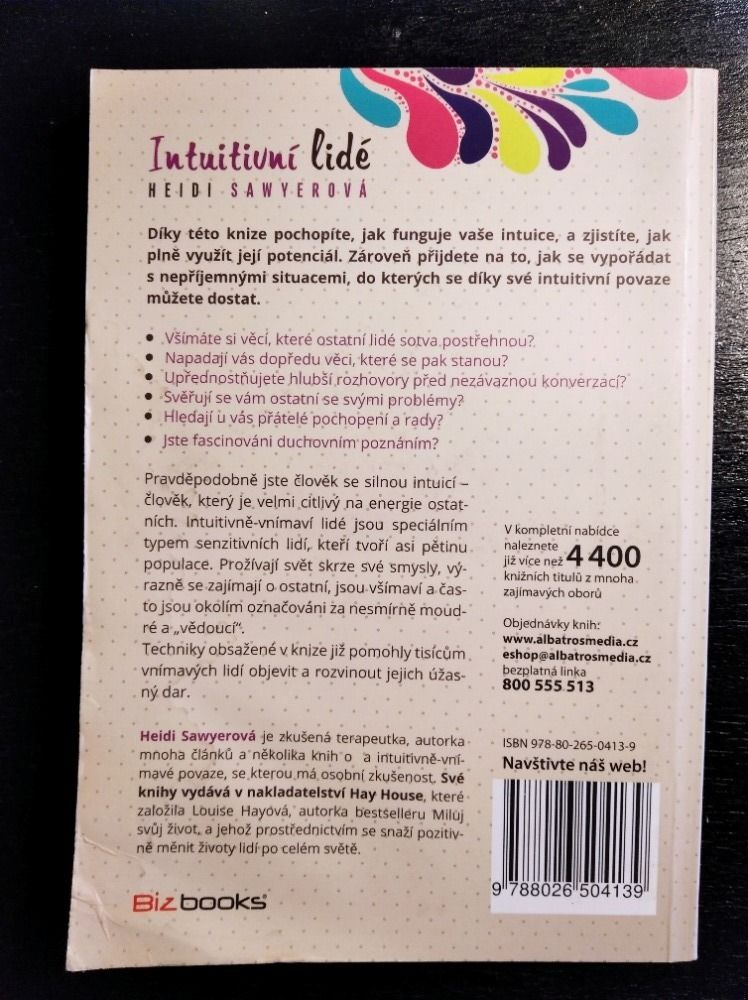 Intuitivní lidé
HEIDI SAWYEROVÁ
Díky této knize pochopíte, jak funguje vaše intuice, a zjistíte, jak
plně využít její potenciál. Zároveň přijdete na to, jak se vypořádat
s nepříjemnými situacemi, do kterých se díky své intuitivní povaze
můžete dostat.
• Všímáte si věcí, které ostatní lidé sotva postřehnou?
• Napadají vás dopředu věci, které se pak stanou?
• Upřednostňujete hlubší rozhovory před nezávaznou konverzací?
• Svěřují se vám ostatní se svými problémy?
• Hledají u vás přátelé pochopení a rady?
• Jste fascinováni duchovním poznáním?
Pravděpodobně jste člověk se silnou intuicí –
člověk, který je velmi citlivý na energie ostat-
ních. Intuitivně-vnímaví lidé jsou speciálním
typem senzitivních lidí, kteří tvoří asi pětinu
populace. Prožívají svět skrze své smysly, vý-
razně se zajímají o ostatní, jsou všímaví a čas-
to jsou okolím označováni za nesmírně moud-
ré a „vědoucí“.
Techniky obsažené v knize již pomohly tisícům
vnímavých lidí objevit a rozvinout jejich úžas-
ný dar.
Heidi Sawyerová je zkušená terapeutka, autorka
mnoha článků a několika knih o a intuitivně-vní-
mavé povaze, se kterou má osobní zkušenost. Své
knihy vydává v nakladatelství Hay House, které
založila Louise Hayová, autorka bestselleru Miluj
svůj život, a jehož prostřednictvím se snaží pozitiv-
ně měnit životy lidí po celém světě.
Bizbooks®
V kompletní nabídce
naleznete
již více než 4 400
knižních titulů z mnoha
zajímavých oborů
Objednávky knih:
www.albatrosmedia.cz
eshop@albatrosmedia.cz
bezplatná linka
800 555 513
ISBN 978-80-265-0413-9
Navštivte náš web!
9 788026 504139